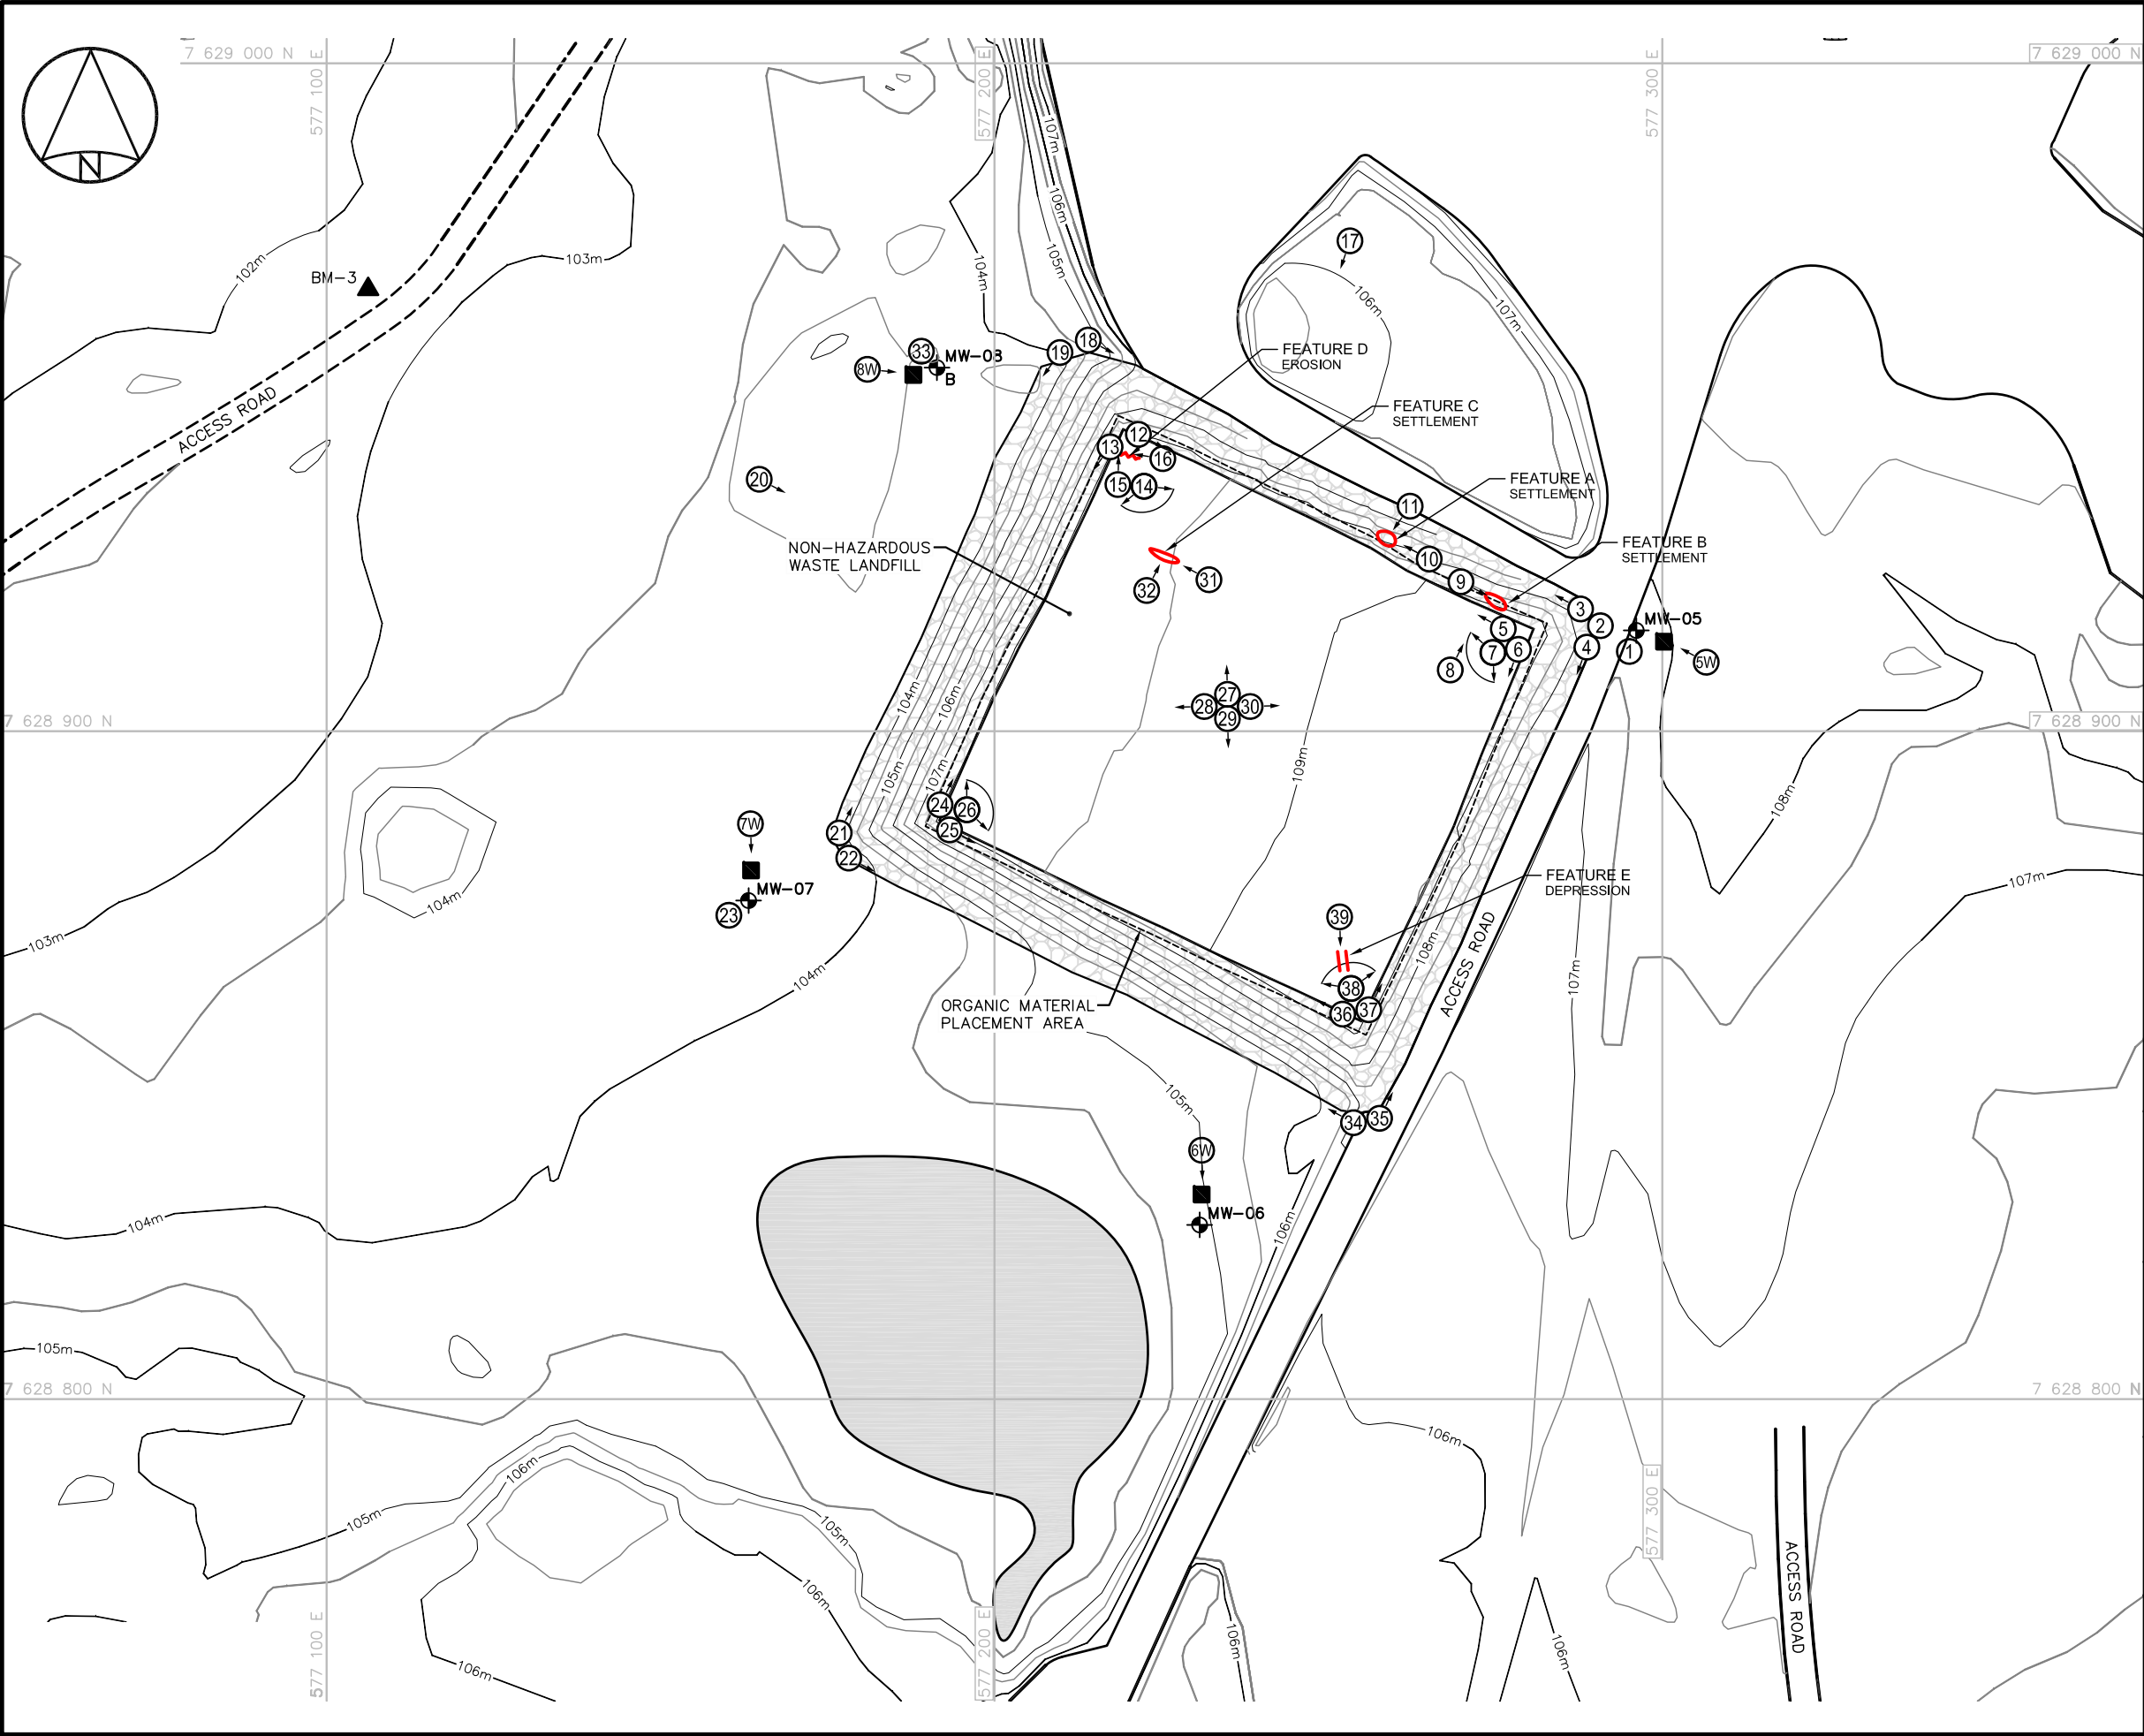 7 629 000 N
577 100 E
577 200 E
577 300 E
7 629 000 N
N
107m
106m
105m
104m
102m
103m
BM-3
17
106m
107m
18
19
33
MW-03
B
8W
FEATURE D
EROSION
FEATURE C
SETTLEMENT
ACCESS ROAD
12
13
16
15
14
20
FEATURE A
SETTLEMENT
11
NON-HAZARDOUS
WASTE LANDFILL
FEATURE B
SETTLEMENT
10
9
31
32
3
2
5
4
6
7
8
1
MW-05
5W
27
28
30
29
104m
106m
7 628 900 N
7 628 900 N
105m
107m
109m
108m
24
26
25
21
22
7W
MW-07
23
104m
FEATURE E
DEPRESSION
107m
39
108m
ACCESS ROAD
103m
104m
107m
38
36
37
ORGANIC MATERIAL
PLACEMENT AREA
105m
34
35
6W
MW-06
104m
106m
105m
7 628 800 N
7 628 800 N
106m
106m
105m
105m
577 300 E
106m
106m
577 100 E
577 200 E
106m
106m
ACCESS ROAD